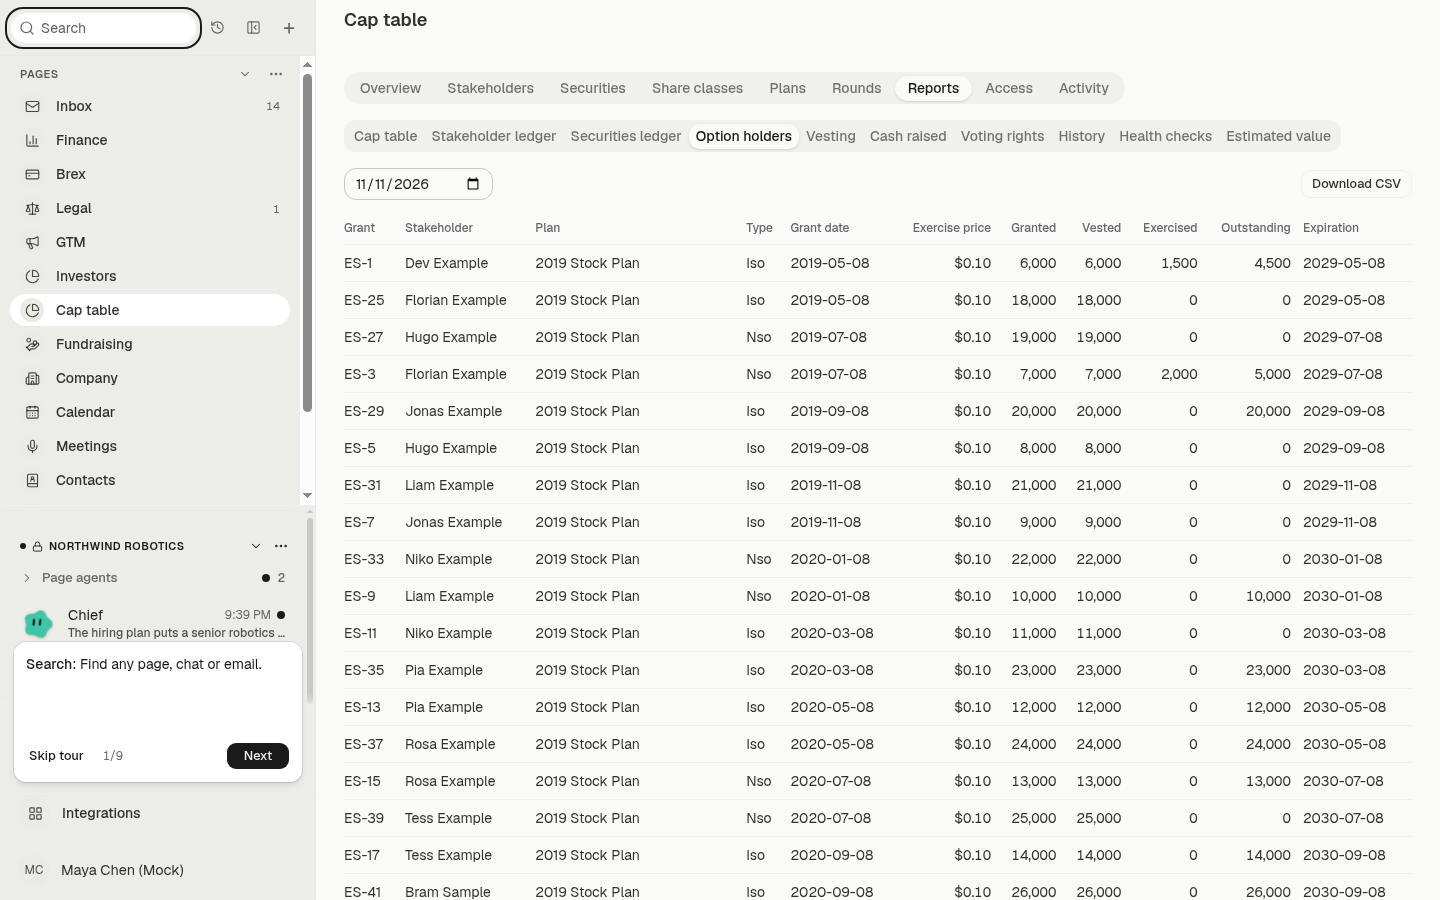 Search
PAGES
Inbox 14
Finance
Brex
Legal 1
GTM
Investors
Cap table
Fundraising
Company
Calendar
Meetings
Contacts
NORTHWIND ROBOTICS
Page agents 2
Chief 9:39 PM
The hiring plan puts a senior robotics ...
Search: Find any page, chat or email.
Skip tour 1/9 Next
Integrations
MC Maya Chen (Mock)
Cap table
Overview Stakeholders Securities Share classes Plans Rounds Reports Access Activity
Cap table Stakeholder ledger Securities ledger Option holders Vesting Cash raised Voting rights History Health checks Estimated value
11/11/2026 Download CSV
Grant Stakeholder Plan Type Grant date Exercise price Granted Vested Exercised Outstanding Expiration
ES-1 Dev Example 2019 Stock Plan Iso 2019-05-08 $0.10 6,000 6,000 1,500 4,500 2029-05-08
ES-25 Florian Example 2019 Stock Plan Iso 2019-05-08 $0.10 18,000 18,000 0 0 2029-05-08
ES-27 Hugo Example 2019 Stock Plan Nso 2019-07-08 $0.10 19,000 19,000 0 0 2029-07-08
ES-3 Florian Example 2019 Stock Plan Nso 2019-07-08 $0.10 7,000 7,000 2,000 5,000 2029-07-08
ES-29 Jonas Example 2019 Stock Plan Iso 2019-09-08 $0.10 20,000 20,000 0 20,000 2029-09-08
ES-5 Hugo Example 2019 Stock Plan Iso 2019-09-08 $0.10 8,000 8,000 0 0 2029-09-08
ES-31 Liam Example 2019 Stock Plan Iso 2019-11-08 $0.10 21,000 21,000 0 0 2029-11-08
ES-7 Jonas Example 2019 Stock Plan Iso 2019-11-08 $0.10 9,000 9,000 0 0 2029-11-08
ES-33 Niko Example 2019 Stock Plan Nso 2020-01-08 $0.10 22,000 22,000 0 0 2030-01-08
ES-9 Liam Example 2019 Stock Plan Nso 2020-01-08 $0.10 10,000 10,000 0 10,000 2030-01-08
ES-11 Niko Example 2019 Stock Plan Iso 2020-03-08 $0.10 11,000 11,000 0 0 2030-03-08
ES-35 Pia Example 2019 Stock Plan Iso 2020-03-08 $0.10 23,000 23,000 0 23,000 2030-03-08
ES-13 Pia Example 2019 Stock Plan Iso 2020-05-08 $0.10 12,000 12,000 0 12,000 2030-05-08
ES-37 Rosa Example 2019 Stock Plan Iso 2020-05-08 $0.10 24,000 24,000 0 24,000 2030-05-08
ES-15 Rosa Example 2019 Stock Plan Nso 2020-07-08 $0.10 13,000 13,000 0 13,000 2030-07-08
ES-39 Tess Example 2019 Stock Plan Nso 2020-07-08 $0.10 25,000 25,000 0 0 2030-07-08
ES-17 Tess Example 2019 Stock Plan Iso 2020-09-08 $0.10 14,000 14,000 0 14,000 2030-09-08
ES-41 Bram Sample 2019 Stock Plan Iso 2020-09-08 $0.10 26,000 26,000 0 26,000 2030-09-08